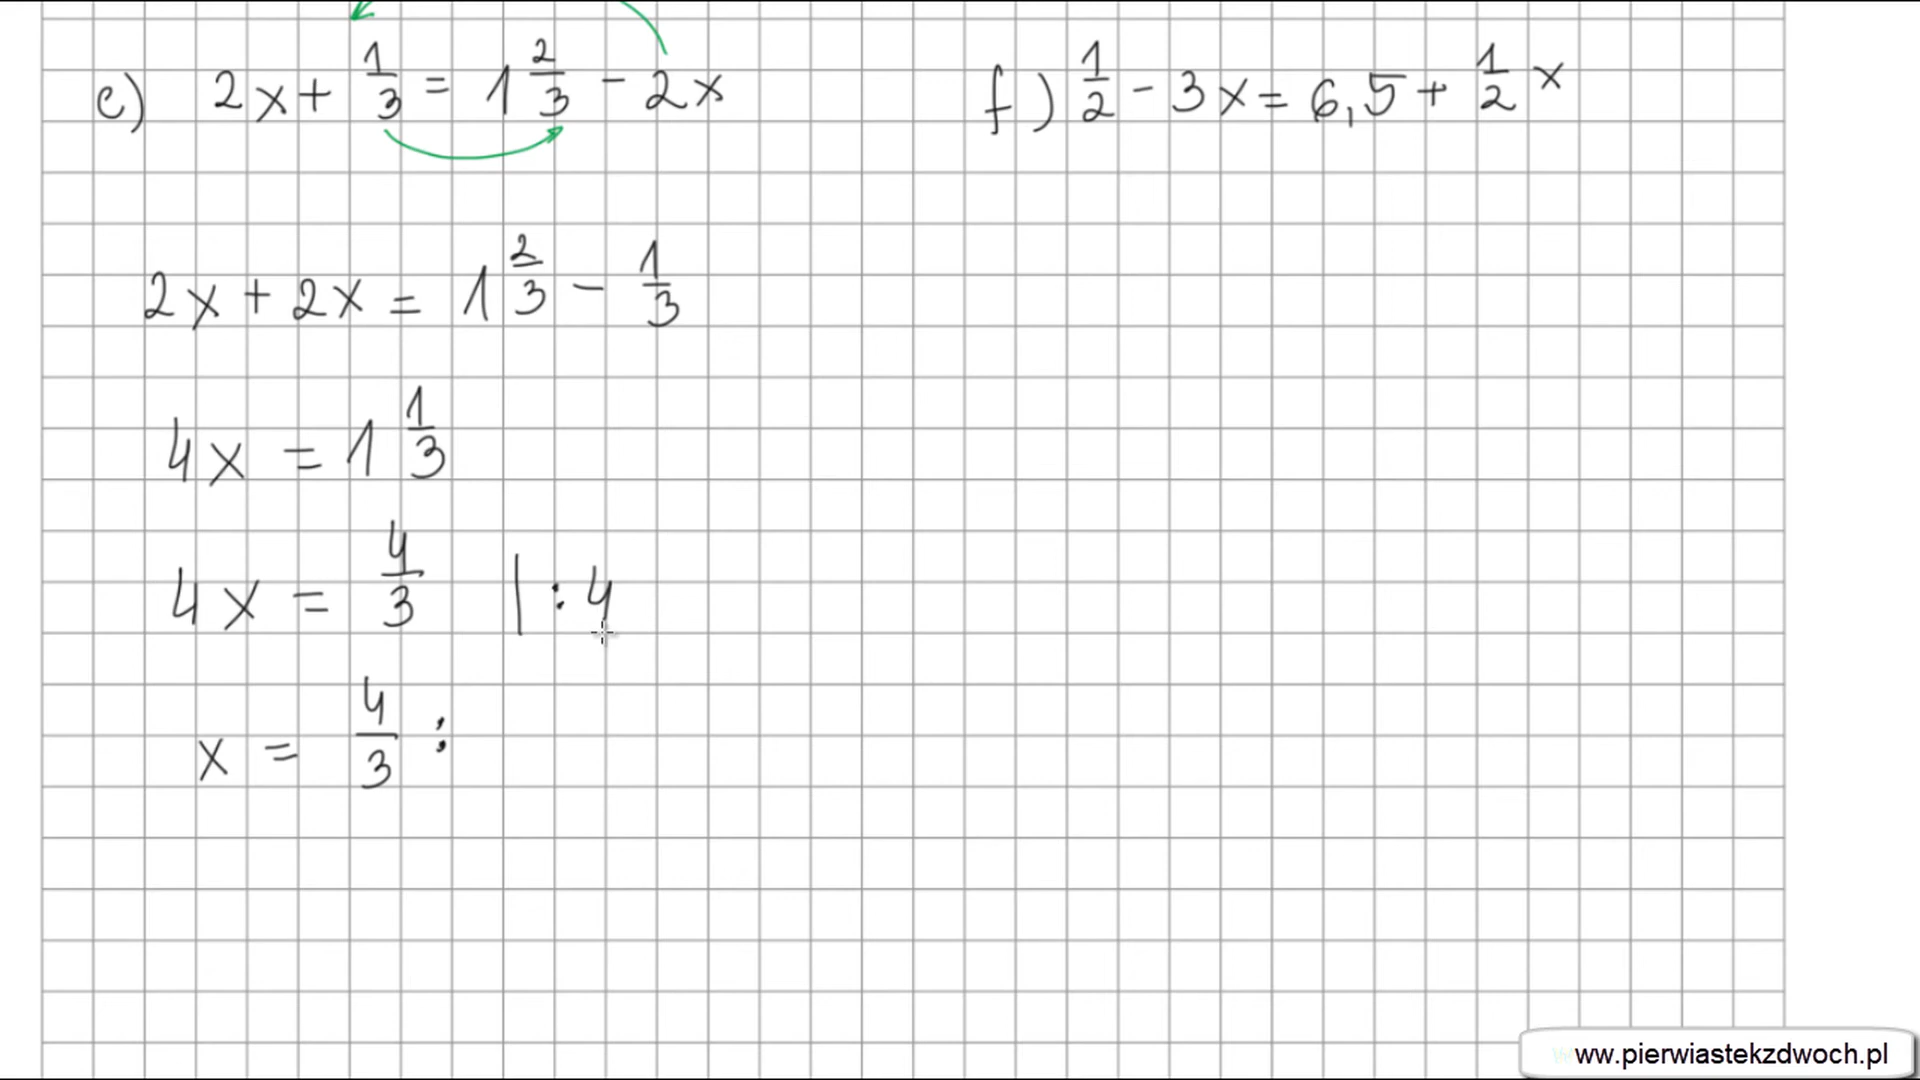 e) 2x + 1/3 = 1 2/3 - 2x
2x + 2x = 1 2/3 - 1/3
4x = 1 1/3
4x = 4/3 | : 4
x = 4/3 :
f) 1/2 - 3x = 6,5 + 1/2 x
ww.pierwiastekzdwoch.pl